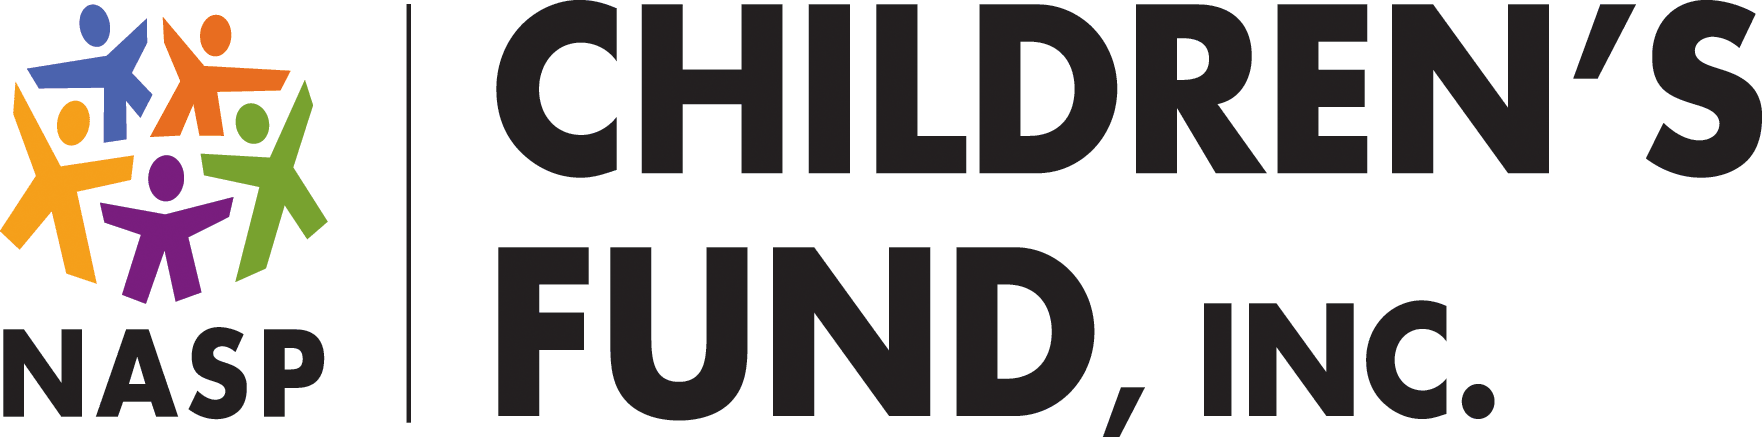 NASP
CHILDREN’S
FUND, INC.